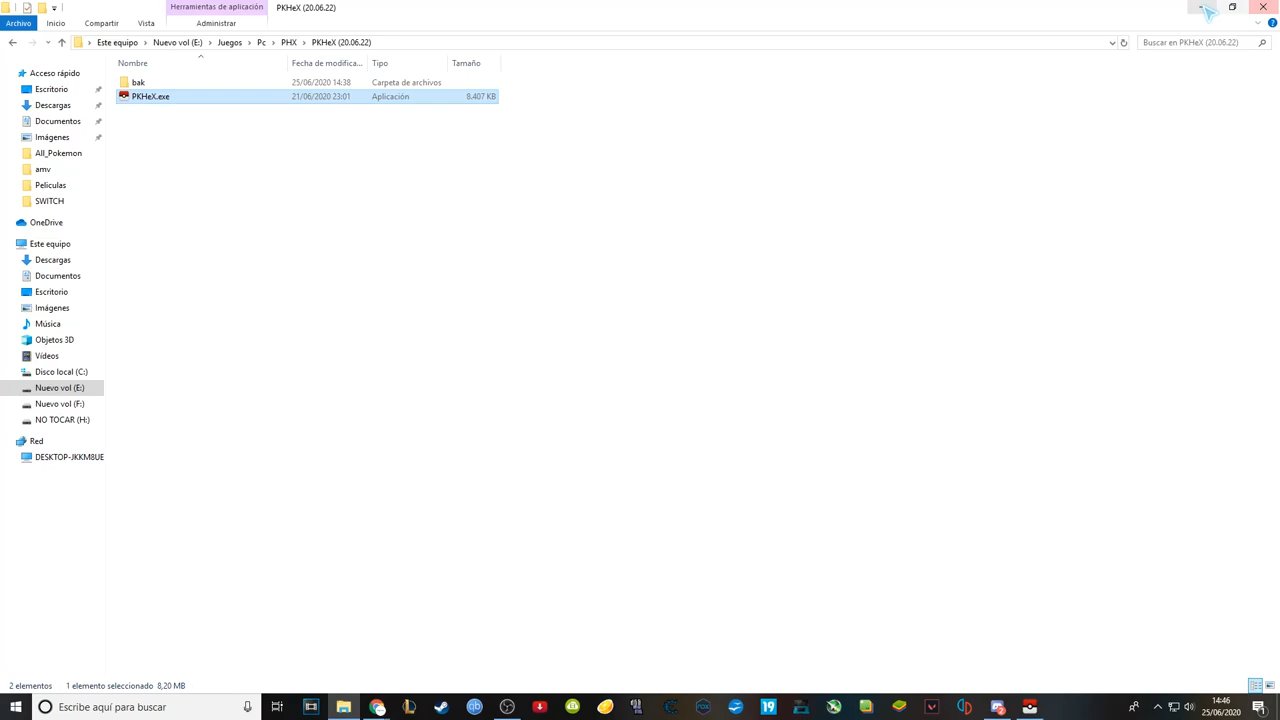 Herramientas de aplicación
PKHeX (20.06.22)
Archivo
Inicio
Compartir
Vista
Administrar
Este equipo > Nuevo vol (E:) > Juegos > Pc > PHX > PKHeX (20.06.22)
Buscar en PKHeX (20.06.22)
Nombre
Fecha de modifica...
Tipo
Tamaño
bak
25/06/2020 14:38
Carpeta de archivos
PKHeX.exe
21/06/2020 23:01
Aplicación
8.407 KB
Acceso rápido
Escritorio
Descargas
Documentos
Imágenes
All_Pokemon
amv
Películas
SWITCH
OneDrive
Este equipo
Descargas
Documentos
Escritorio
Imágenes
Música
Objetos 3D
Vídeos
Disco local (C:)
Nuevo vol (E:)
Nuevo vol (F:)
NO TOCAR (H:)
Red
DESKTOP-JKKM8UE
2 elementos
1 elemento seleccionado 8,20 MB
Escribe aquí para buscar
14:46
25/06/2020